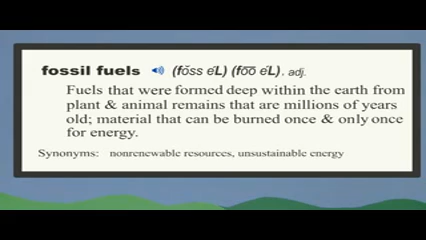 fossil fuels (fŏss ĕL) (fōō ĕL), adj.
Fuels that were formed deep within the earth from
plant & animal remains that are millions of years
old; material that can be burned once & only once
for energy.
Synonyms: nonrenewable resources, unsustainable energy